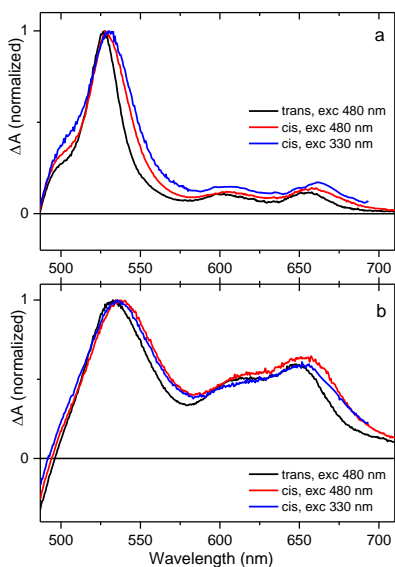 a
1
0
ΔA (normalized)
trans, exc 480 nm
cis, exc 480 nm
cis, exc 330 nm
500 550 600 650 700
b
1
0
ΔA (normalized)
trans, exc 480 nm
cis, exc 480 nm
cis, exc 330 nm
500 550 600 650 700
Wavelength (nm)